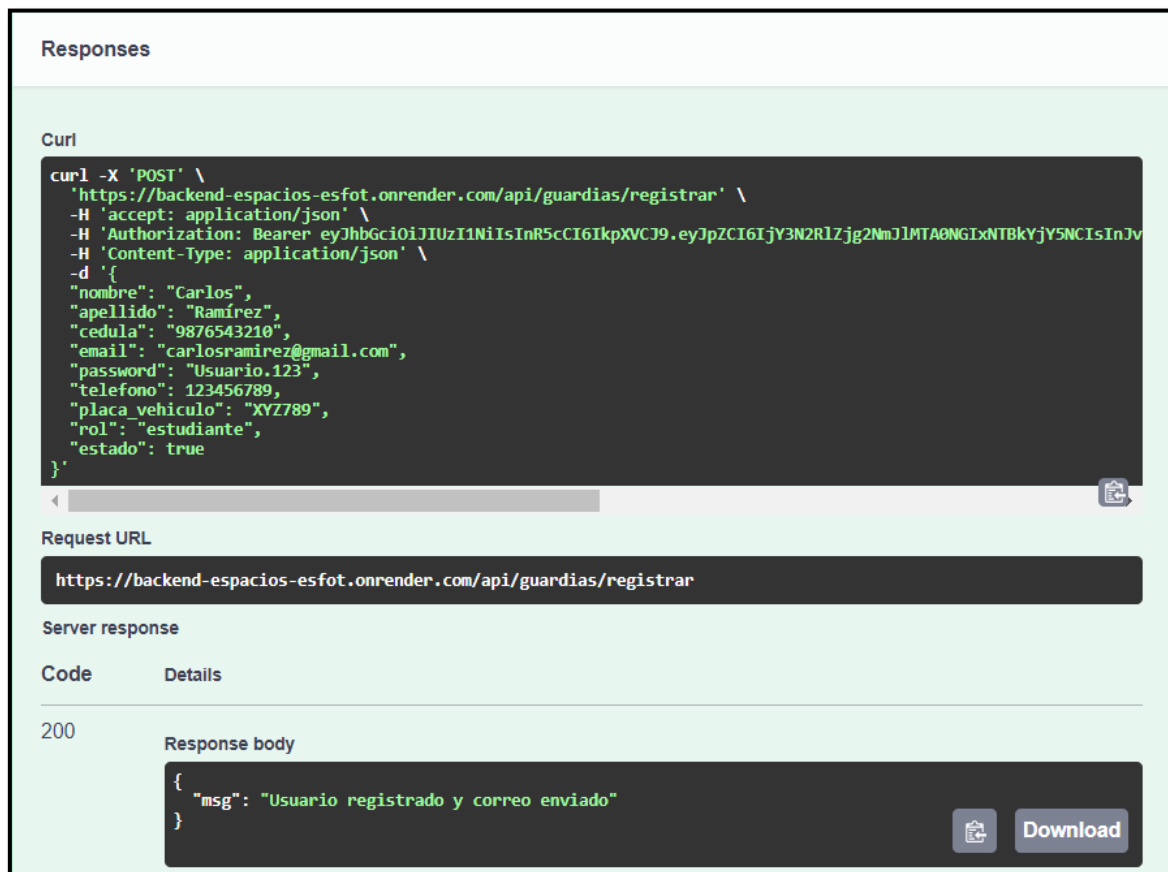 Responses
Curl
curl -X 'POST' \
'https://backend-espacios-esfot.onrender.com/api/guardias/registrar' \
-H 'accept: application/json' \
-H 'Authorization: Bearer eyJhbGciOiJIUzI1NiIsInR5cCI6IkpXVCJ9.eyJpZCI6IjY3N2RlZjg2NmJlMTA0NGIxNTBkYjY5NCIsInJv
-H 'Content-Type: application/json' \
-d '{
"nombre": "Carlos",
"apellido": "Ramírez",
"cedula": "9876543210",
"email": "carlosramirez@gmail.com",
"password": "Usuario.123",
"telefono": 123456789,
"placa_vehiculo": "XYZ789",
"rol": "estudiante",
"estado": true
}'
Request URL
https://backend-espacios-esfot.onrender.com/api/guardias/registrar
Server response
Code Details
200
Response body
{
"msg": "Usuario registrado y correo enviado"
}
Download